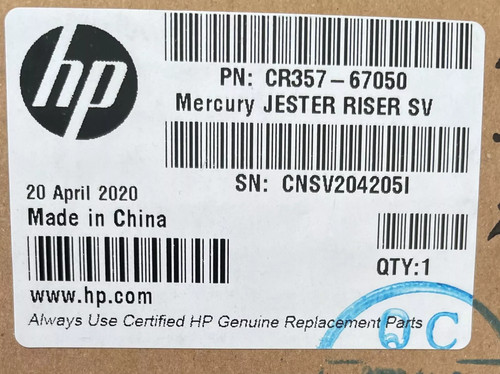 hp
PN: CR357-67050
Mercury JESTER RISER SV
20 April 2020
SN: CNSV204205I
Made in China
QTY:1
www.hp.com
Always Use Certified HP Genuine Replacement Parts
QC